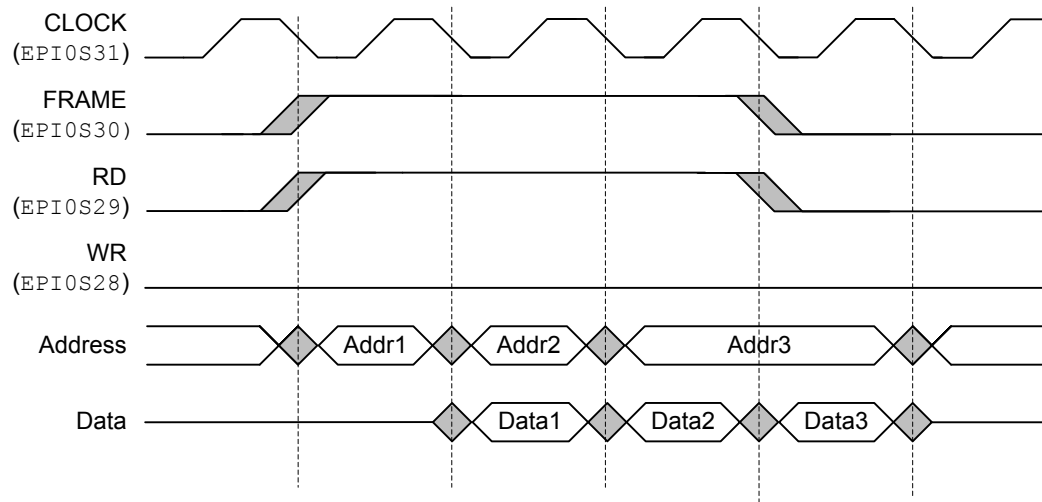 CLOCK
(EPI0S31)
FRAME
(EPI0S30)
RD
(EPI0S29)
WR
(EPI0S28)
Address Addr1 Addr2 Addr3
Data Data1 Data2 Data3